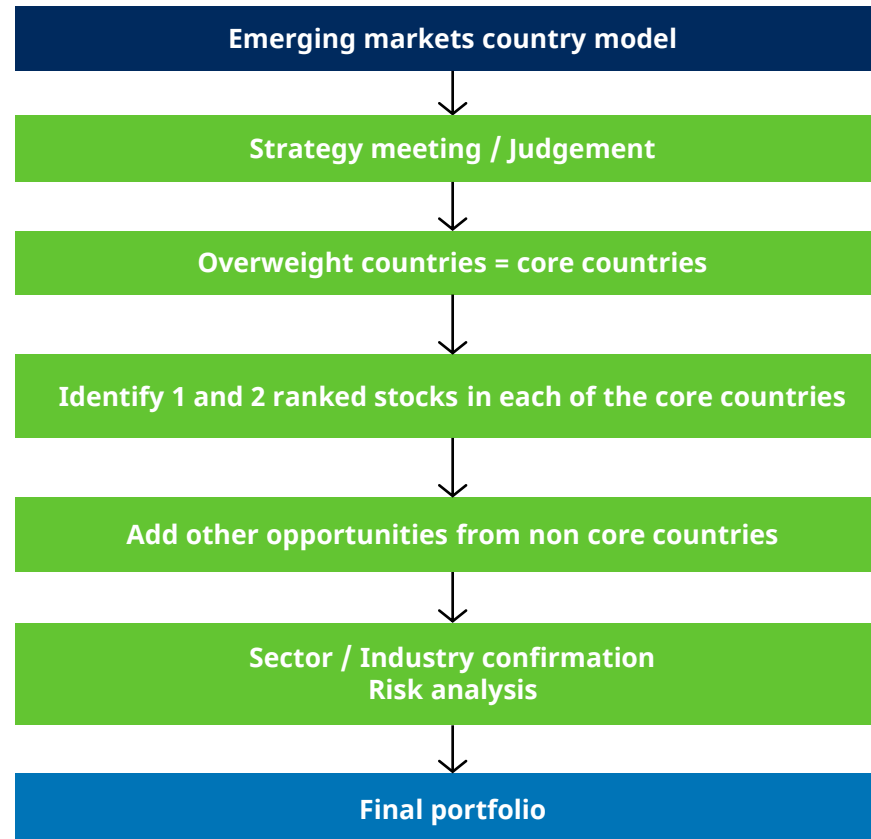 Emerging markets country model
Strategy meeting / Judgement
Overweight countries = core countries
Identify 1 and 2 ranked stocks in each of the core countries
Add other opportunities from non core countries
Sector / Industry confirmation
Risk analysis
Final portfolio